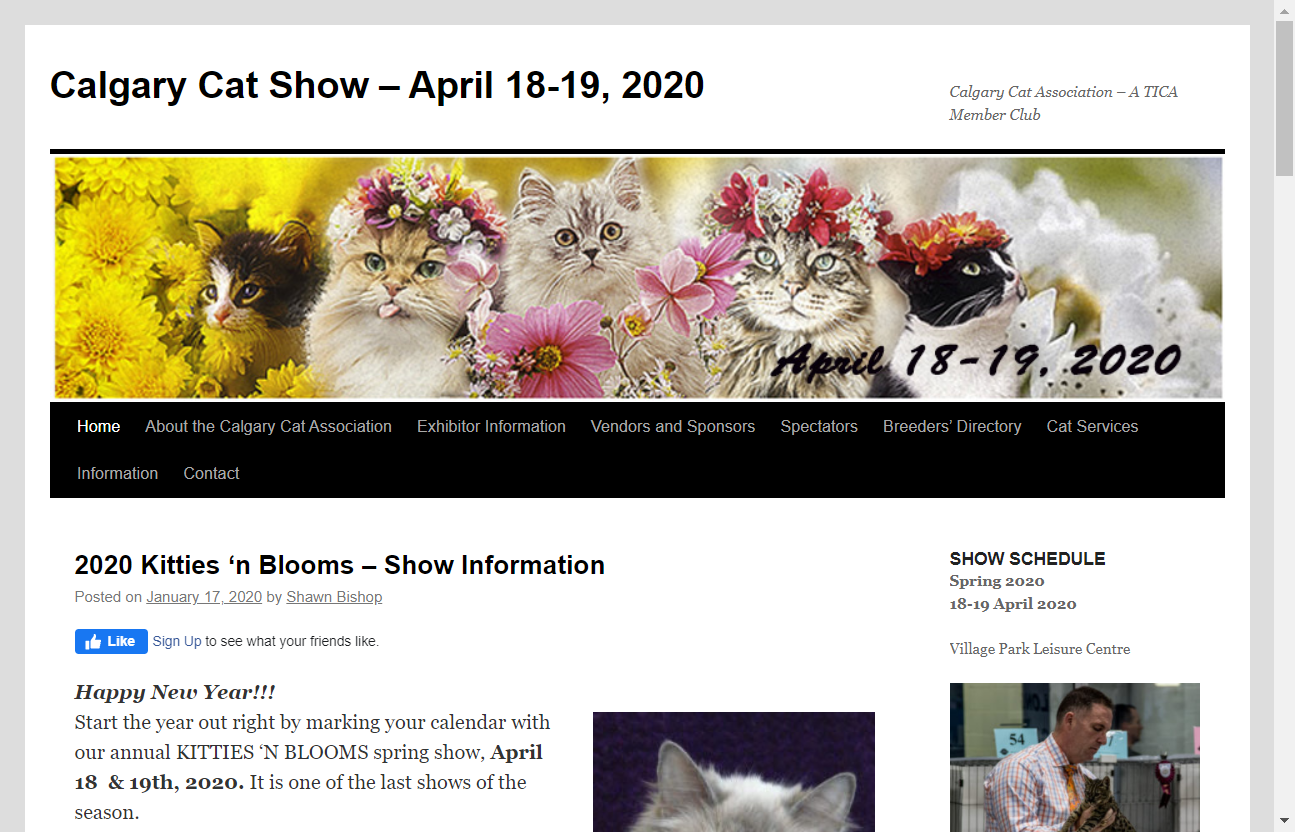 Calgary Cat Show – April 18-19, 2020
Calgary Cat Association – A TICA
Member Club
April 18-19, 2020
Home About the Calgary Cat Association Exhibitor Information Vendors and Sponsors Spectators Breeders’ Directory Cat Services
Information Contact
2020 Kitties ‘n Blooms – Show Information
Posted on January 17, 2020 by Shawn Bishop
Like Sign Up to see what your friends like.
Happy New Year!!!
Start the year out right by marking your calendar with
our annual KITTIES ‘N BLOOMS spring show, April
18 & 19th, 2020. It is one of the last shows of the
season.
SHOW SCHEDULE
Spring 2020
18-19 April 2020
Village Park Leisure Centre
54